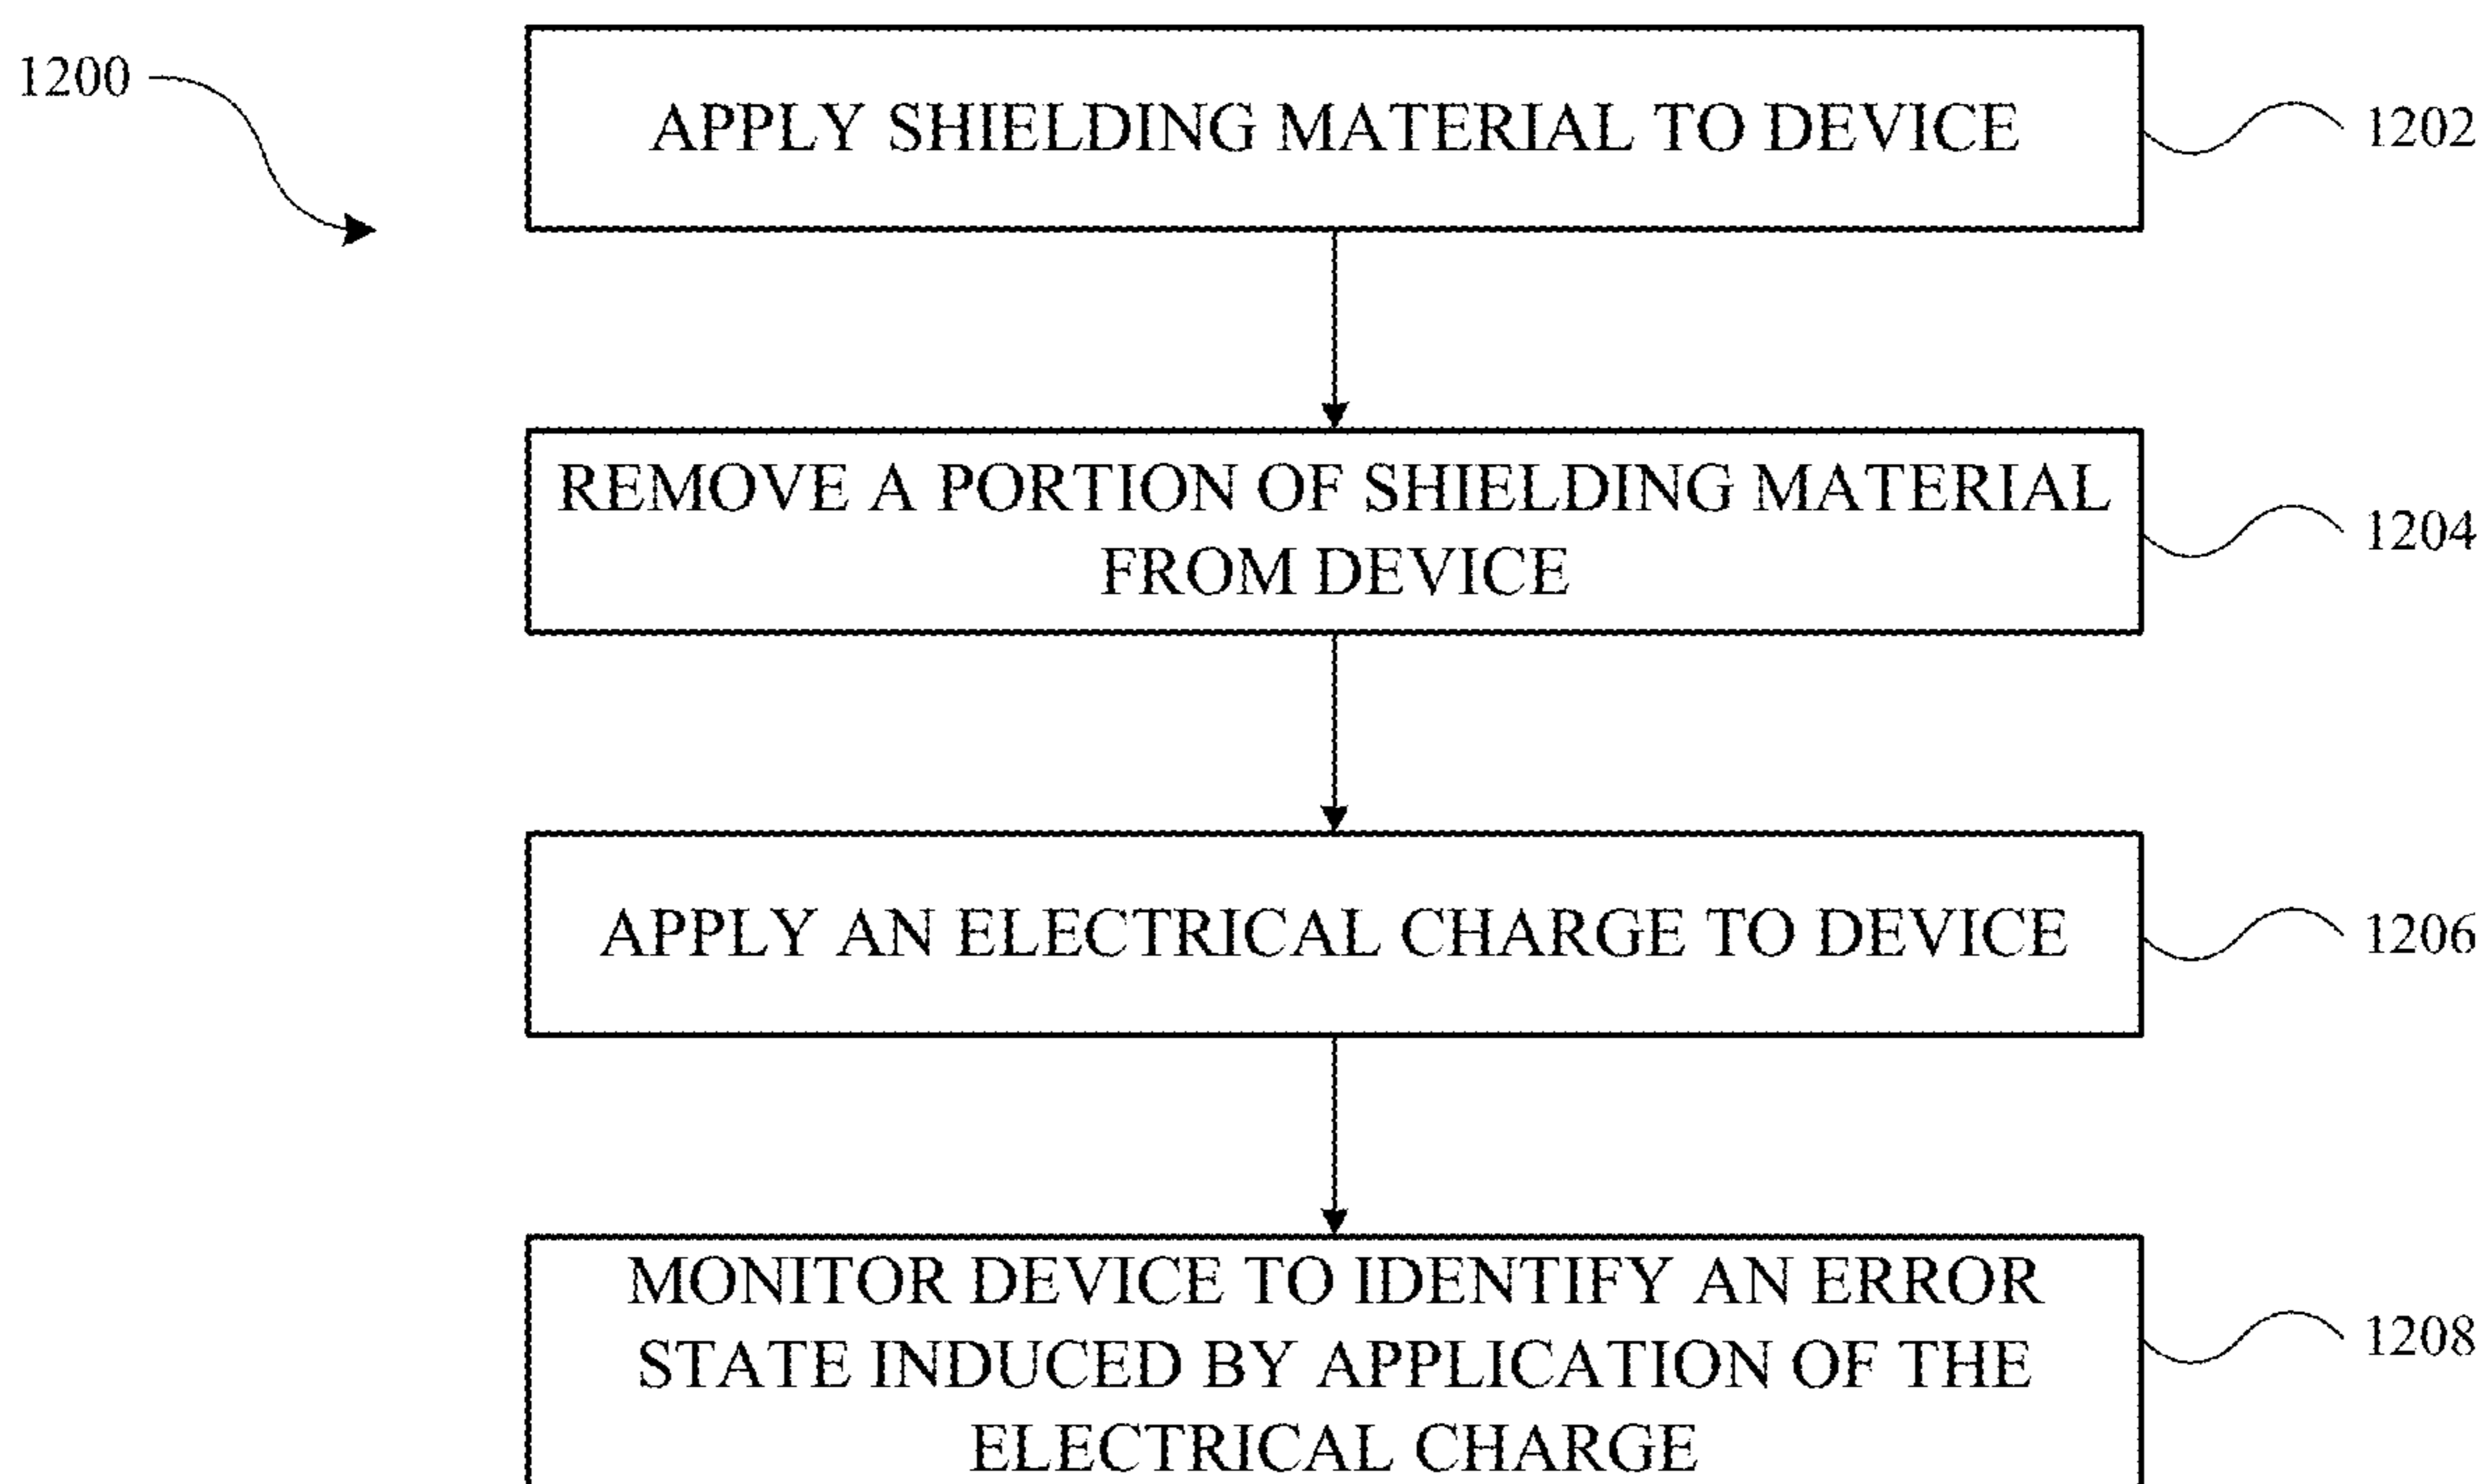 1200
APPLY SHIELDING MATERIAL TO DEVICE
1202
REMOVE A PORTION OF SHIELDING MATERIAL
FROM DEVICE
1204
APPLY AN ELECTRICAL CHARGE TO DEVICE
1206
MONITOR DEVICE TO IDENTIFY AN ERROR
STATE INDUCED BY APPLICATION OF THE
ELECTRICAL CHARGE
1208